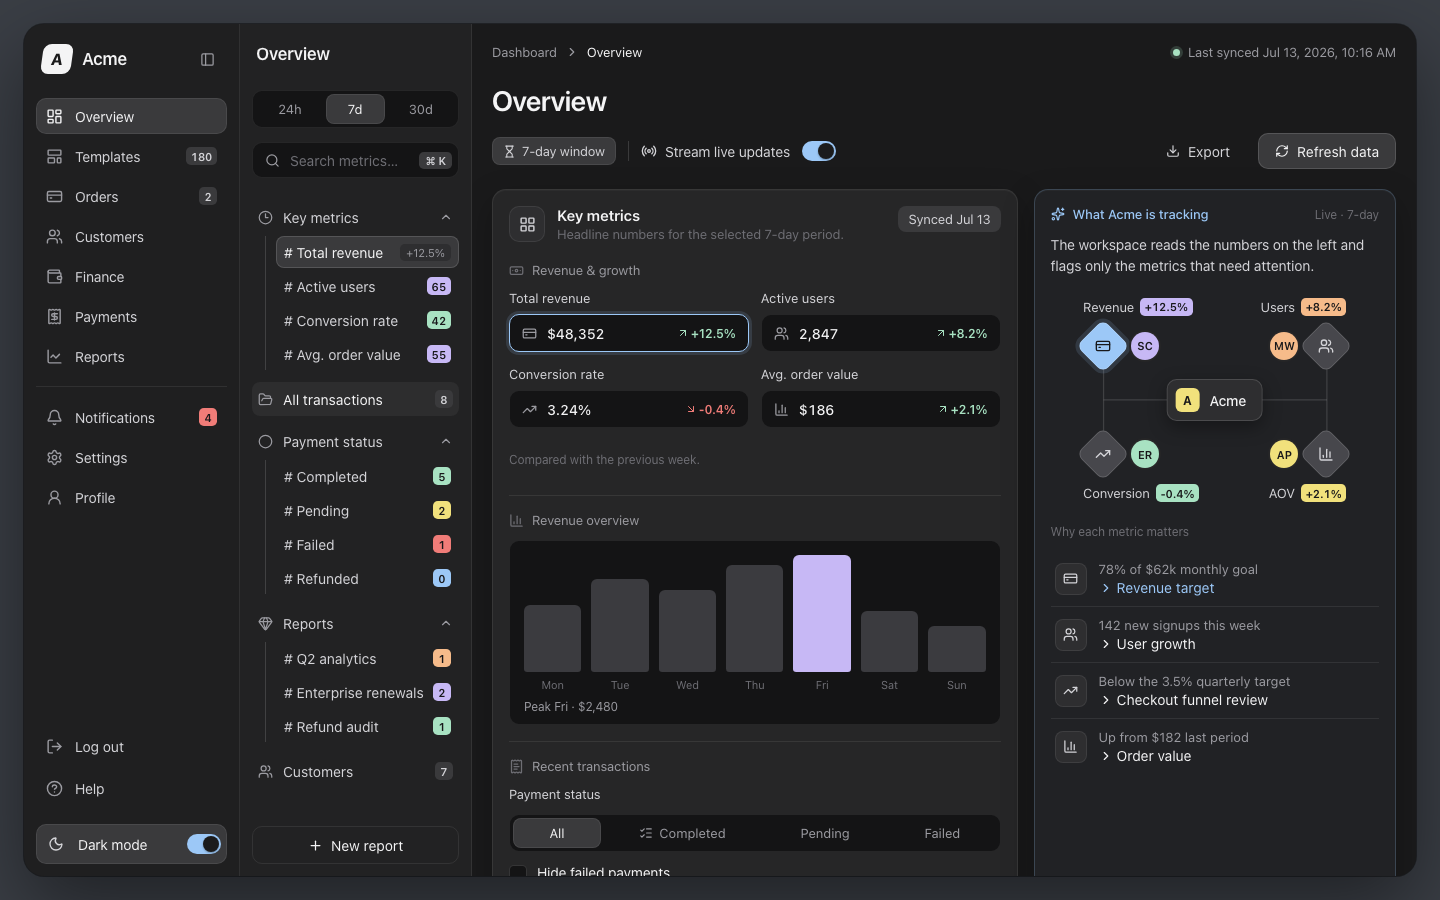 A Acme
Overview
Templates 180
Orders 2
Customers
Finance
Payments
Reports
Notifications 4
Settings
Profile
Log out
Help
Dark mode
Overview
24h 7d 30d
Search metrics... ⌘ K
Key metrics
# Total revenue +12.5%
# Active users 65
# Conversion rate 42
# Avg. order value 55
All transactions 8
Payment status
# Completed 5
# Pending 2
# Failed 1
# Refunded 0
Reports
# Q2 analytics 1
# Enterprise renewals 2
# Refund audit 1
Customers 7
+ New report
Dashboard > Overview
Last synced Jul 13, 2026, 10:16 AM
Overview
7-day window
Stream live updates
Export
Refresh data
Key metrics
Headline numbers for the selected 7-day period.
Synced Jul 13
Revenue & growth
Total revenue
$48,352 +12.5%
Active users
2,847 +8.2%
Conversion rate
3.24% -0.4%
Avg. order value
$186 +2.1%
Compared with the previous week.
Revenue overview
Mon Tue Wed Thu Fri Sat Sun
Peak Fri · $2,480
Recent transactions
Payment status
All Completed Pending Failed
Hide failed payments
What Acme is tracking
Live · 7-day
The workspace reads the numbers on the left and
flags only the metrics that need attention.
Revenue +12.5%
Users +8.2%
SC
MW
A Acme
ER
AP
Conversion -0.4%
AOV +2.1%
Why each metric matters
78% of $62k monthly goal
> Revenue target
142 new signups this week
> User growth
Below the 3.5% quarterly target
> Checkout funnel review
Up from $182 last period
> Order value